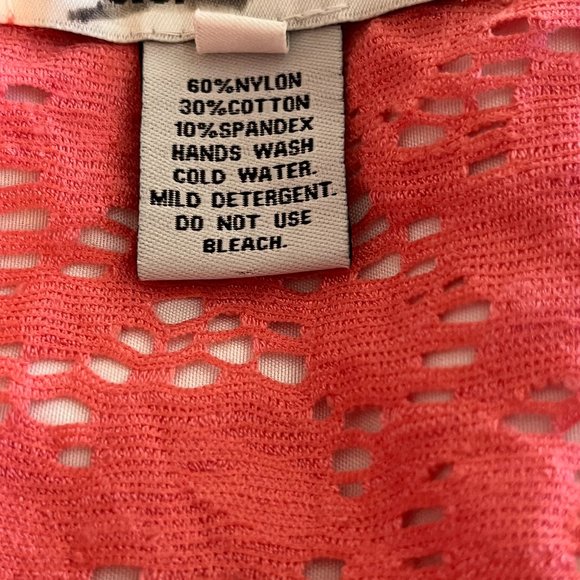 60%NYLON
30%COTTON
10%SPANDEX
HANDS WASH
COLD WATER.
MILD DETERGENT.
DO NOT USE
BLEACH.